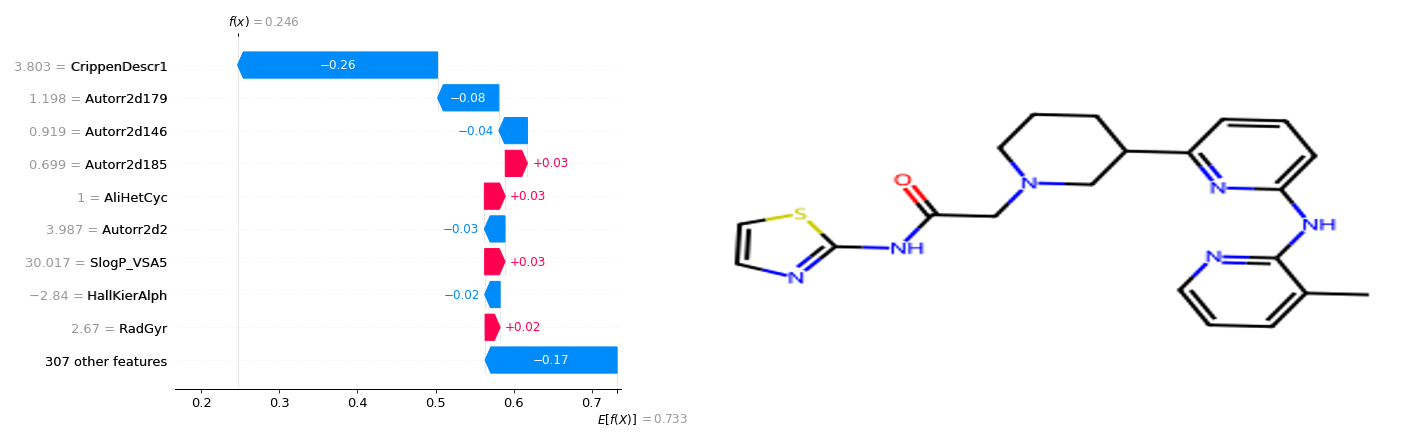 f(x) = 0.246
3.803 = CrippenDescr1
−0.26
1.198 = Autorr2d179
−0.08
0.919 = Autorr2d146
−0.04
0.699 = Autorr2d185
+0.03
1 = AliHetCyc
+0.03
3.987 = Autorr2d2
−0.03
30.017 = SlogP_VSA5
+0.03
−2.84 = HallKierAlph
−0.02
2.67 = RadGyr
+0.02
307 other features
−0.17
0.2 0.3 0.4 0.5 0.6 0.7
E[f(X)] = 0.733
O
N
N
NH
S
NH
N
N